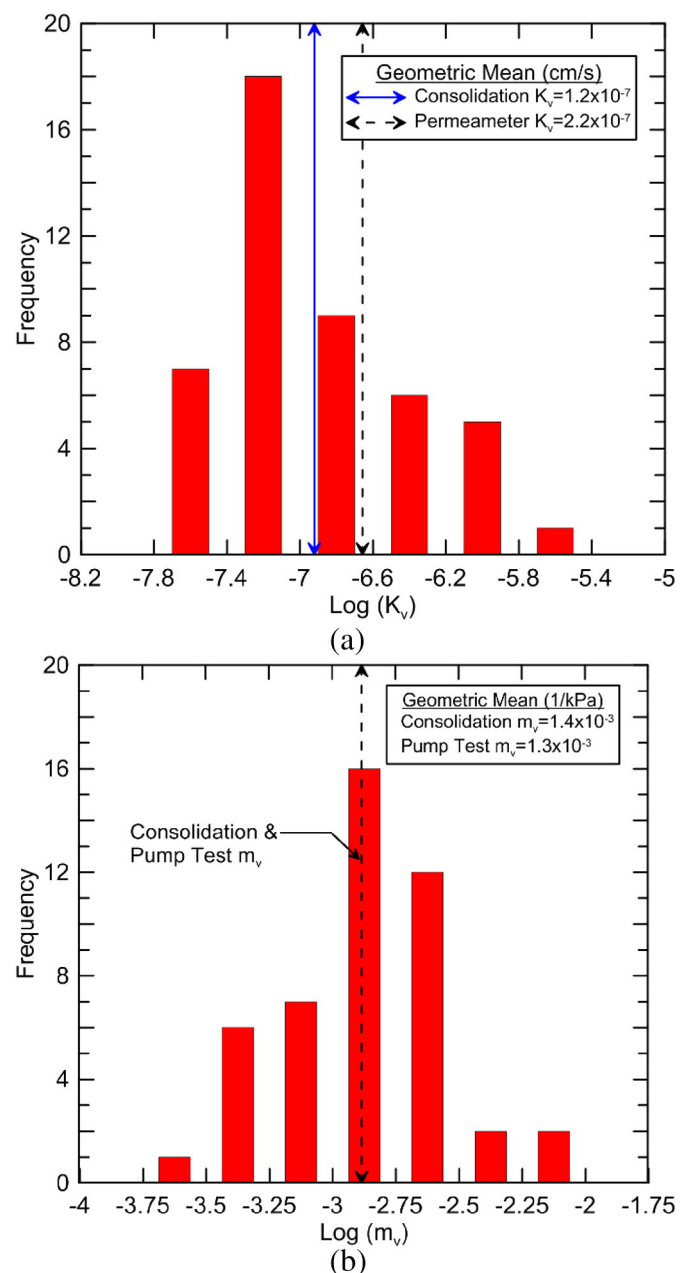 20
16
12
8
4
0
Frequency
Geometric Mean (cm/s)
Consolidation Kᵥ=1.2x10⁻⁷
Permeameter Kᵥ=2.2x10⁻⁷
-8.2 -7.8 -7.4 -7 -6.6 -6.2 -5.8 -5.4 -5
Log (Kᵥ)
(a)
20
16
12
8
4
0
Frequency
Geometric Mean (1/kPa)
Consolidation mᵥ=1.4x10⁻³
Pump Test mᵥ=1.3x10⁻³
Consolidation &
Pump Test mᵥ
-4 -3.75 -3.5 -3.25 -3 -2.75 -2.5 -2.25 -2 -1.75
Log (mᵥ)
(b)